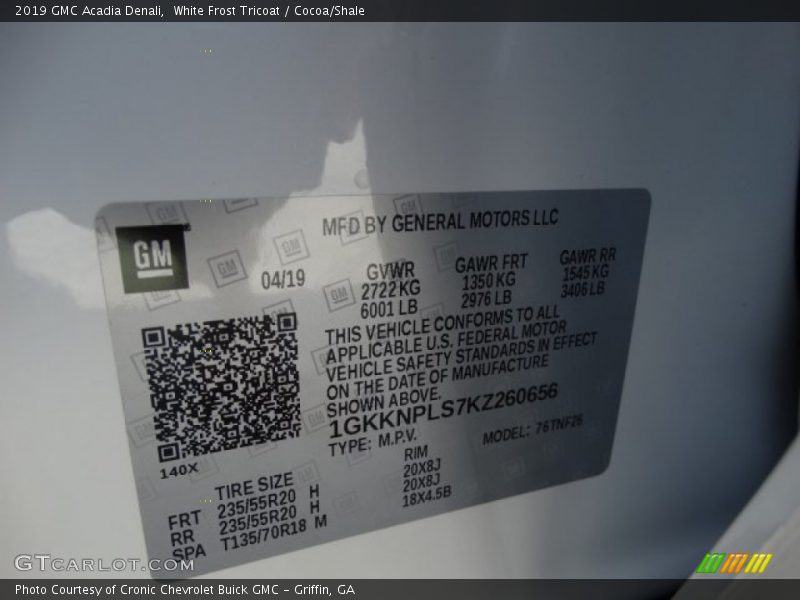 2019 GMC Acadia Denali, White Frost Tricoat / Cocoa/Shale
MFD BY GENERAL MOTORS LLC
GM
04/19
GVWR GAWR FRT GAWR RR
2722 KG 1350 KG 1545 KG
6001 LB 2976 LB 3406 LB
THIS VEHICLE CONFORMS TO ALL
APPLICABLE U.S. FEDERAL MOTOR
VEHICLE SAFETY STANDARDS IN EFFECT
ON THE DATE OF MANUFACTURE
SHOWN ABOVE.
1GKKNPLS7KZ260656
TYPE: M.P.V. MODEL: 76TNF26
140X
TIRE SIZE RIM
FRT 235/55R20 H 20X8J
RR 235/55R20 H 20X8J
SPA T135/70R18 M 18X4.5B
GTCARLOT.COM
Photo Courtesy of Cronic Chevrolet Buick GMC – Griffin, GA